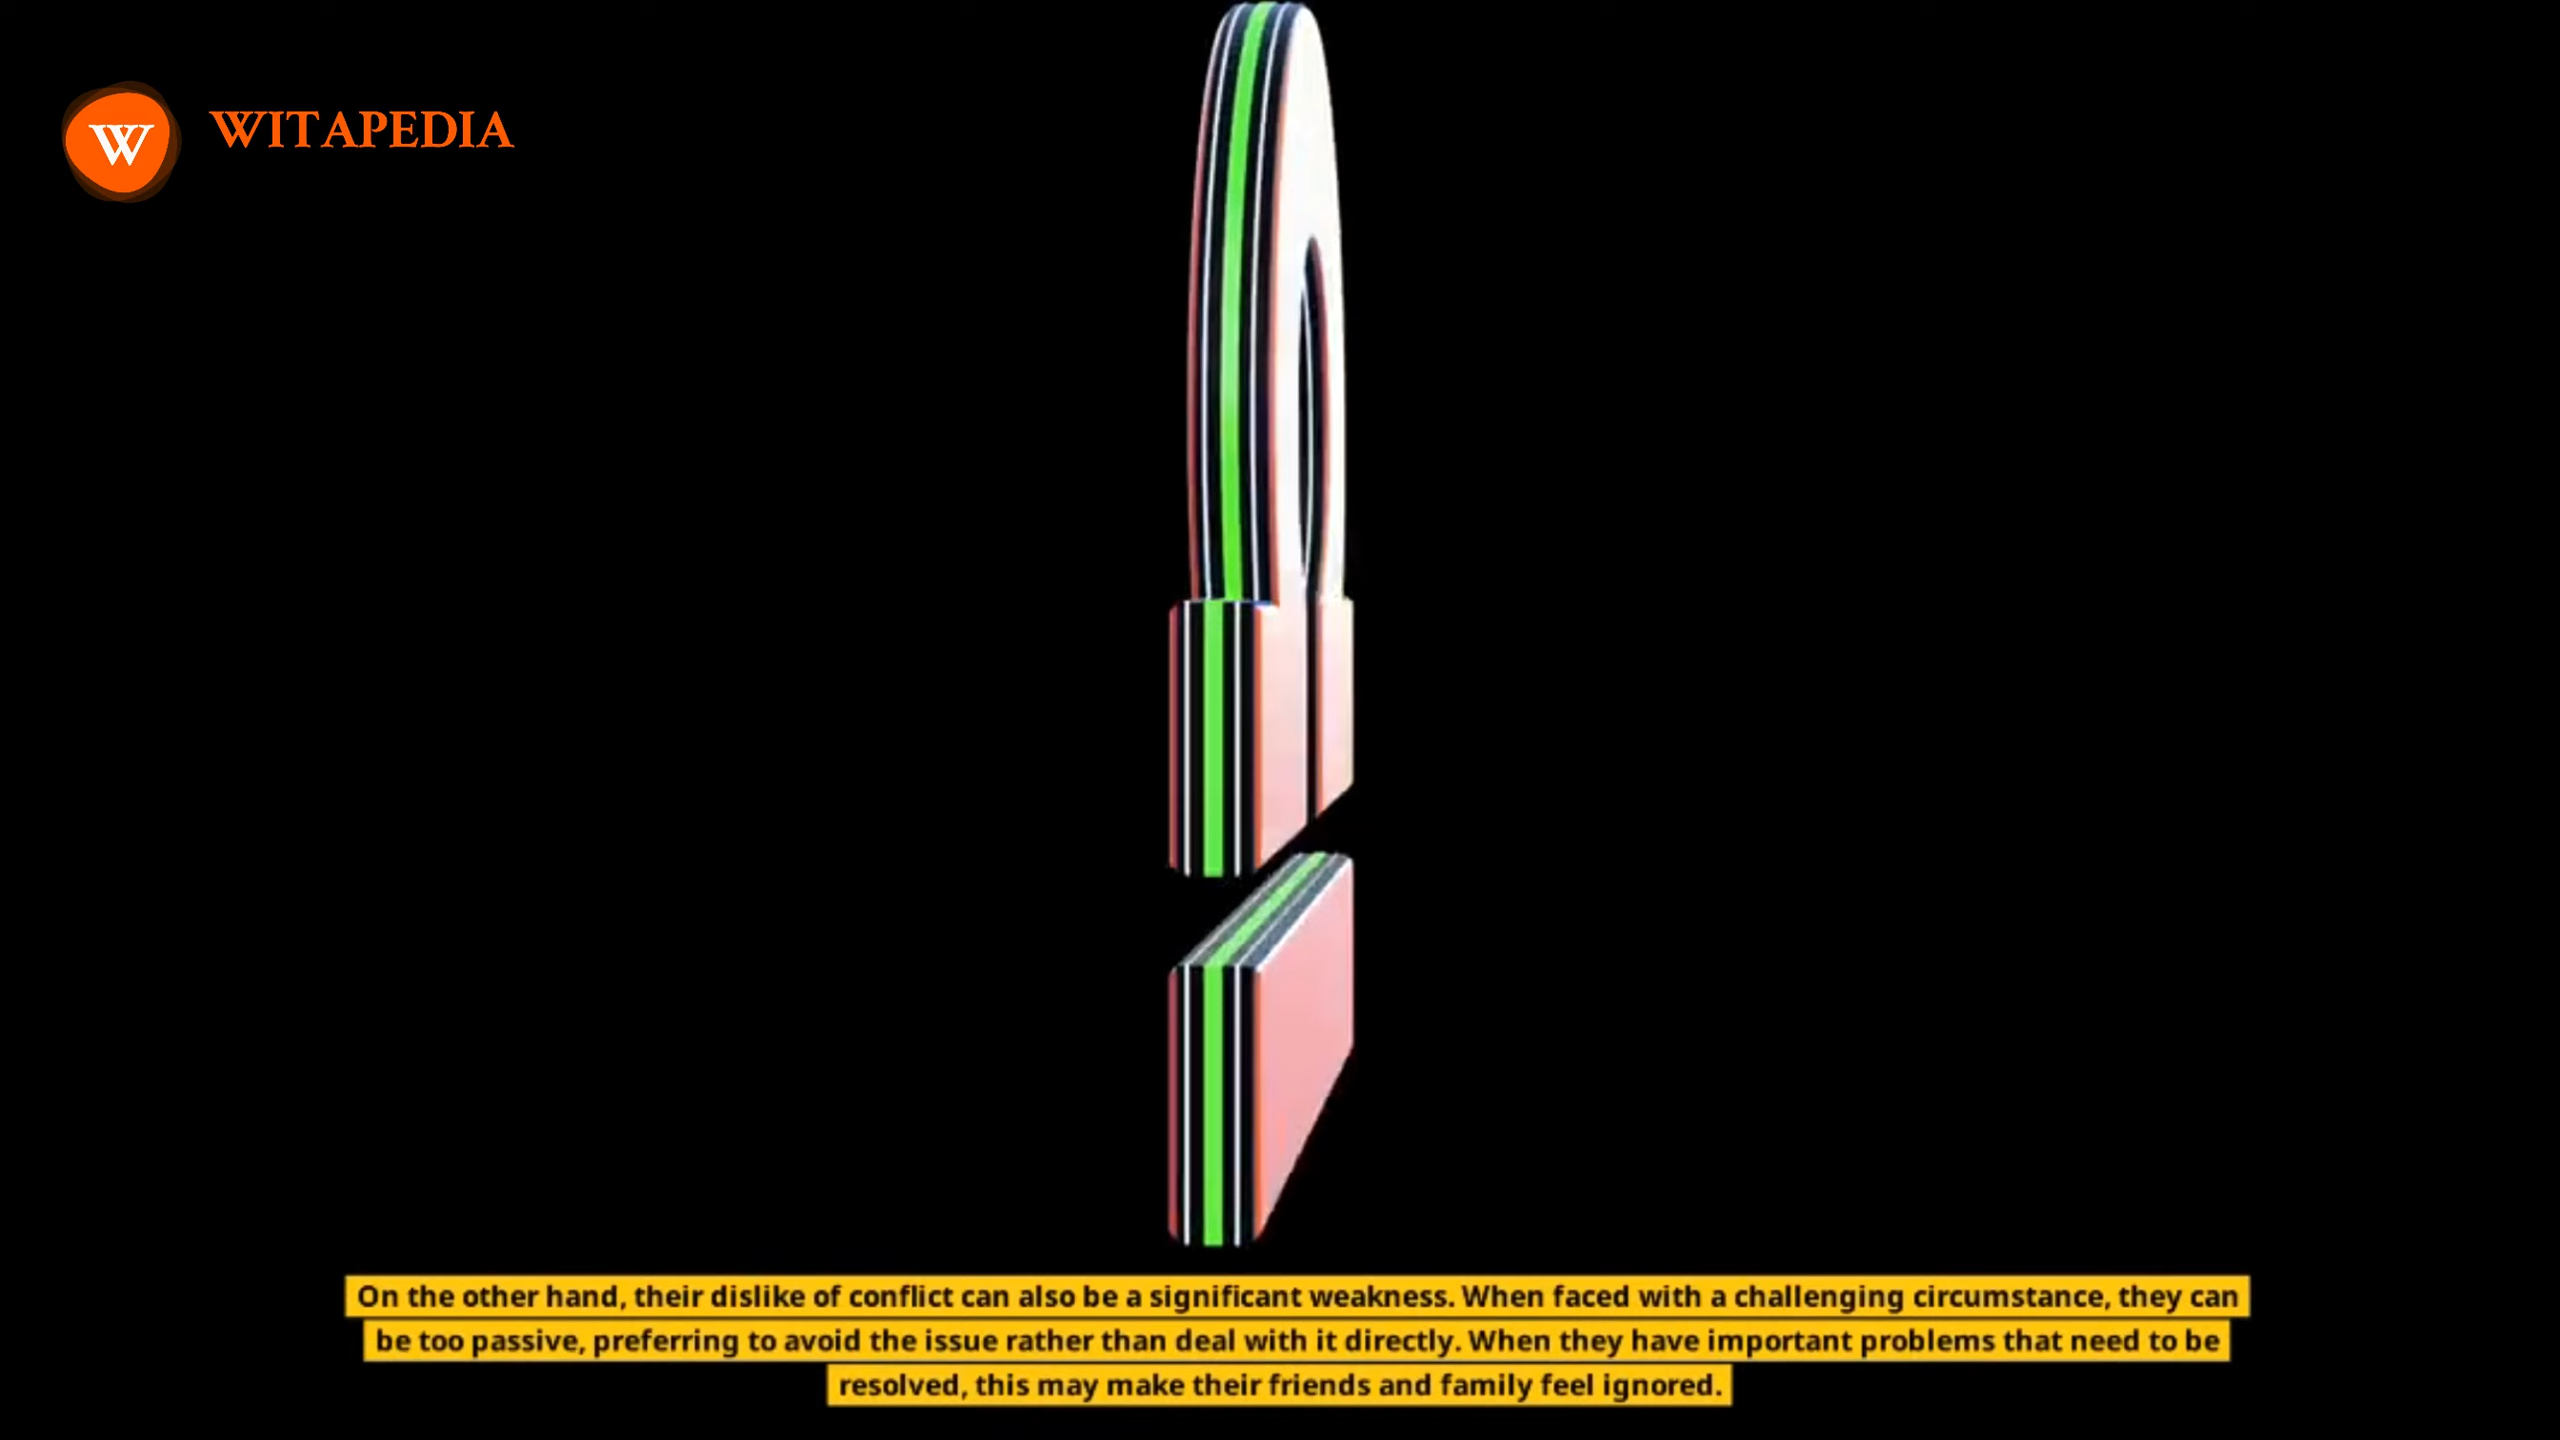 W
WITAPEDIA
On the other hand, their dislike of conflict can also be a significant weakness. When faced with a challenging circumstance, they can
be too passive, preferring to avoid the issue rather than deal with it directly. When they have important problems that need to be
resolved, this may make their friends and family feel ignored.